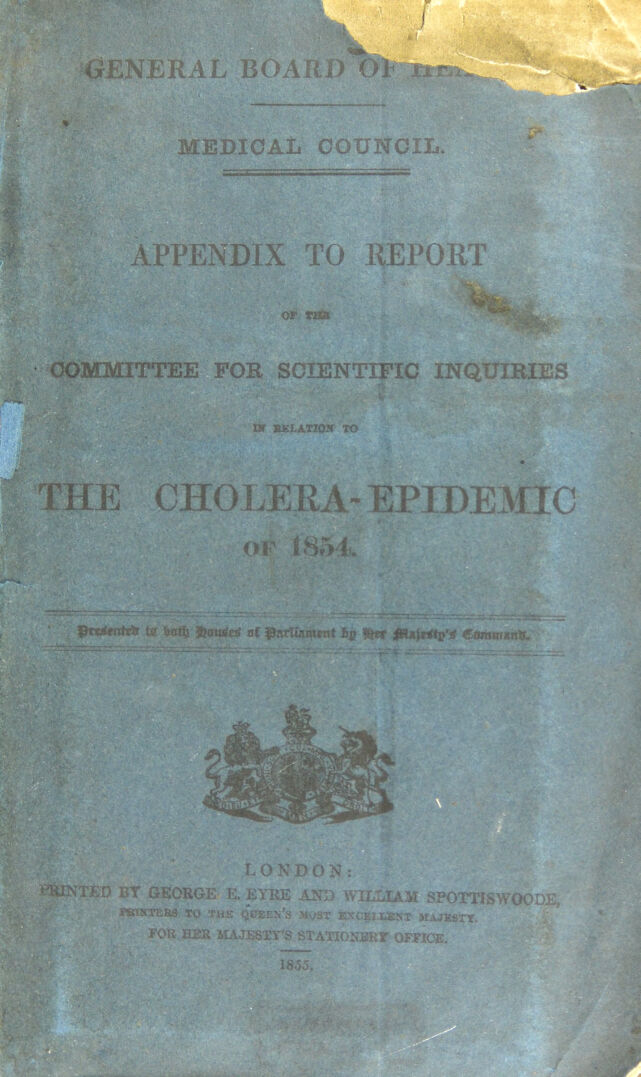 GENERAL BOARD OF
MEDICAL COUNCIL.
APPENDIX TO REPORT
OF THE
COMMITTEE FOR SCIENTIFIC INQUIRIES
IN RELATION TO
THE CHOLERA-EPIDEMIC
OF 1854.
Presented to both Houses of Parliament by Her Majesty's Command.
LONDON:
PRINTED BY GEORGE E. EYRE AND WILLIAM SPOTTISWOODE,
PRINTERS TO THE QUEEN'S MOST EXCELLENT MAJESTY.
FOR HER MAJESTY'S STATIONERY OFFICE.
1855.